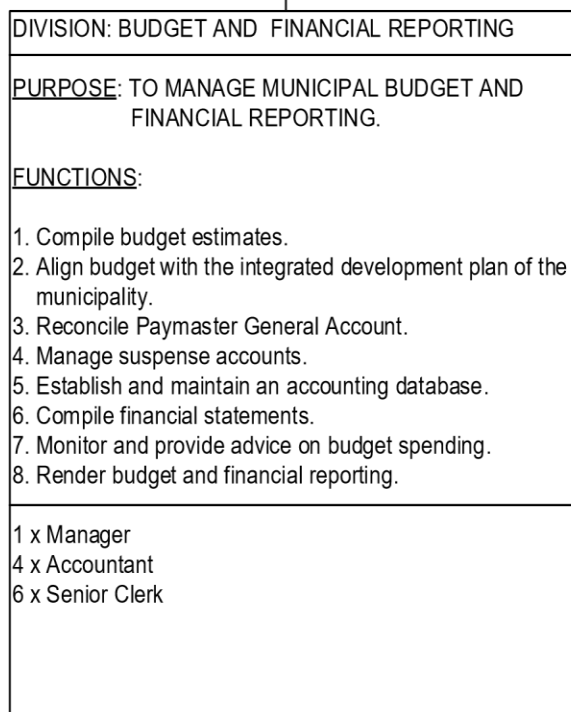 DIVISION: BUDGET AND FINANCIAL REPORTING
PURPOSE: TO MANAGE MUNICIPAL BUDGET AND
FINANCIAL REPORTING.
FUNCTIONS:
1. Compile budget estimates.
2. Align budget with the integrated development plan of the
municipality.
3. Reconcile Paymaster General Account.
4. Manage suspense accounts.
5. Establish and maintain an accounting database.
6. Compile financial statements.
7. Monitor and provide advice on budget spending.
8. Render budget and financial reporting.
1 x Manager
4 x Accountant
6 x Senior Clerk